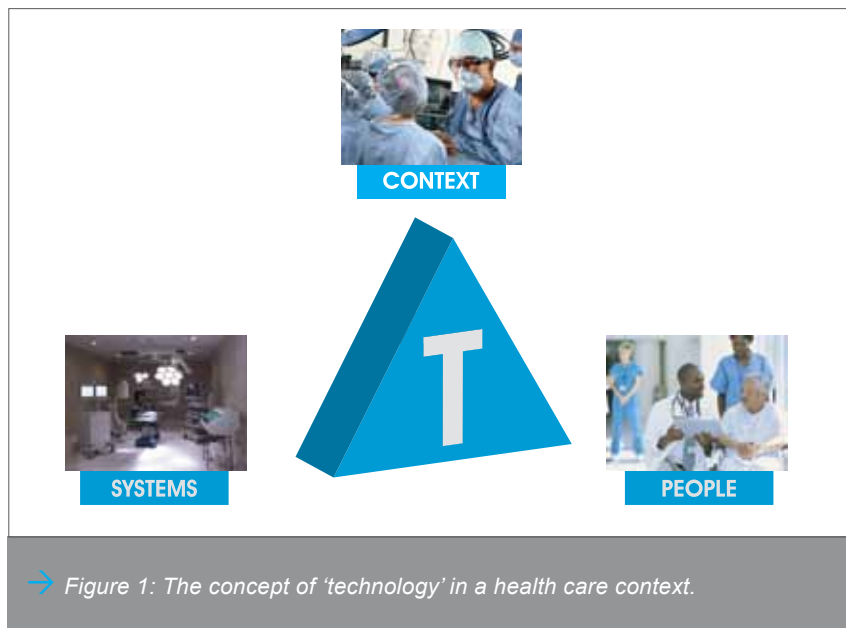 CONTEXT
T
SYSTEMS
PEOPLE
→ Figure 1: The concept of ‘technology’ in a health care context.